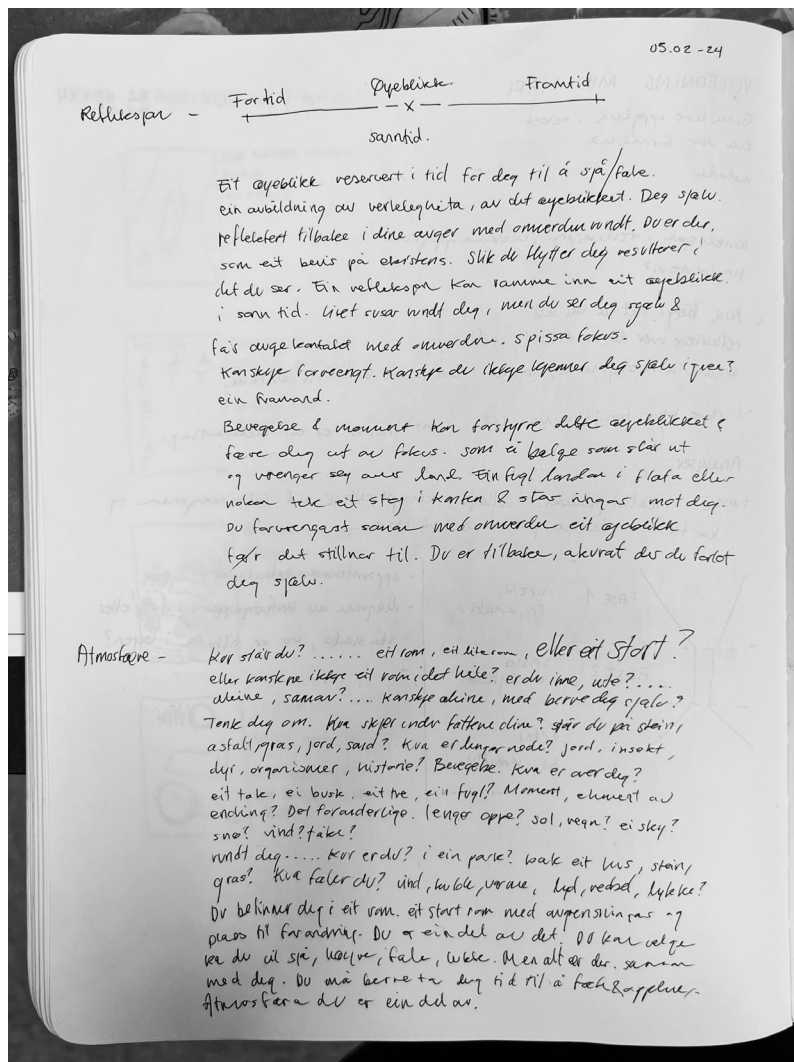 05.02-24
Fortid Øyeblikk Framtid
Refleksjon -
x
sanntid.
Eit øyeblikk reservert i tid for deg til å sjå/føle.
ein avbildning av verkelegheita, av det øyeblikket. Deg sjølv.
reflektert tilbake i dine auger med omverdun rundt. Du er der,
som eit bevis på eksistens. Slik du flytter deg resulterer i
det du ser. Ein refleksjon kan ramme inn eit øyeblikk
i sann tid. Livet susar rundt deg, men du ser deg sjølv &
får auge kontakt med omverdn. Spissa fokus.
Kanskje forvrengt. Kanskje du ikkje kjenner deg sjølv igjen?
ein framand.
Bevegelse & moment kan forstyrre dette øyeblikket &
føre deg ut av fokus. som ei bølge som slår ut
og vrenger seg over land. Ein fugl landar i flata eller
nokon tek eit steg i kanten & slår ringar mot deg.
Du forvrengast saman med omverdn eit øyeblikk
før det stillnar til. Du er tilbake, akurat der du forlot
deg sjølv.
Atmosfære - Kor står du? ...... eit rom, eit lite rom, eller eit stort?
eller kanskje ikkje eit rom i det heile? er du inne, ute? ....
aleine, saman? .... Kanskje aleine, med berre deg sjølv?
Tenk deg om. Kva skjer under føttene dine? står du på stein,
asfalt, gras, jord, sand? Kva er lenger nede? jord, insekt,
dyr, organismer, historie? Bevegelse. Kva er over deg?
eit tak, ei busk, eit tre, ein fugl? Moment, element av
endring? Det foranderlige. lenger oppe? sol, regn? ei sky?
snø? vind? tåke?
rundt deg ..... Kor er du? i ein park? bak eit hus, stein,
gras? Kva føler du? vind, kulde, varme, lyd, redsel, lykke?
Du befinner deg i eit rom. eit stort rom med avgrensningar og
plass til forandring. Du er ein del av det. Du kan velge
ka du vil sjå, høyre, føle, lukte. Men alt er der. saman
med deg. Du må berre ta deg tid til å føle & oppleve
Atmosfæra du er ein del av.